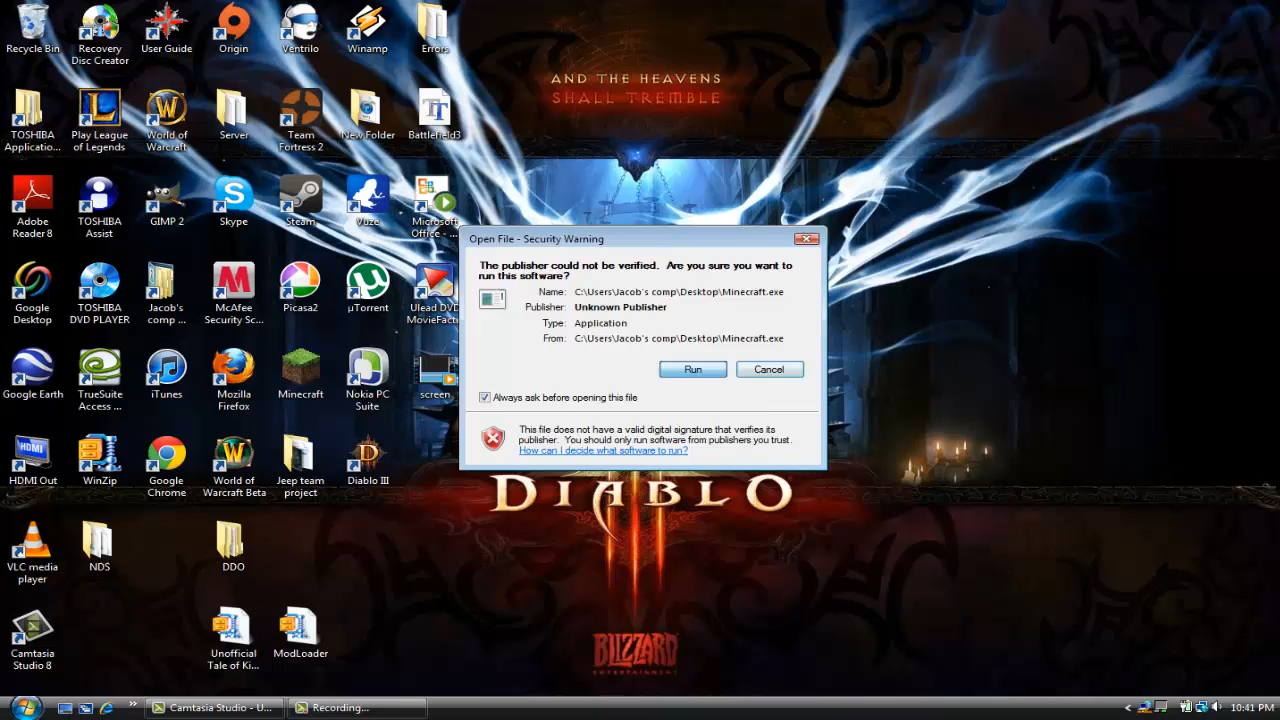 Recycle Bin
Recovery
Disc Creator
User Guide
Origin
Ventrilo
Winamp
Errors
AND THE HEAVENS
SHALL TREMBLE
TOSHIBA
Applicatio...
Play League
of Legends
World of
Warcraft
Server
Team
Fortress 2
New Folder
Battlefield3
Adobe
Reader 8
TOSHIBA
Assist
GIMP 2
Skype
Steam
Vuze
Microsoft
Office - ...
Google
Desktop
TOSHIBA
DVD PLAYER
Jacob's
comp ...
McAfee
Security Sc...
Picasa2
µTorrent
Ulead DVD
MovieFact
Google Earth
TrueSuite
Access ...
iTunes
Mozilla
Firefox
Minecraft
Nokia PC
Suite
screen
HDMI Out
WinZip
Google
Chrome
World of
Warcraft Beta
Jeep team
project
Diablo III
VLC media
player
NDS
DDO
Camtasia
Studio 8
Unofficial
Tale of Ki...
ModLoader
Open File - Security Warning
The publisher could not be verified. Are you sure you want to
run this software?
Name: C:\Users\Jacob's comp\Desktop\Minecraft.exe
Publisher: Unknown Publisher
Type: Application
From: C:\Users\Jacob's comp\Desktop\Minecraft.exe
Run
Cancel
Always ask before opening this file
This file does not have a valid digital signature that verifies its
publisher. You should only run software from publishers you trust.
How can I decide what software to run?
DIABLO
III
BLIZZARD
ENTERTAINMENT
Camtasia Studio - U...
Recording...
10:41 PM